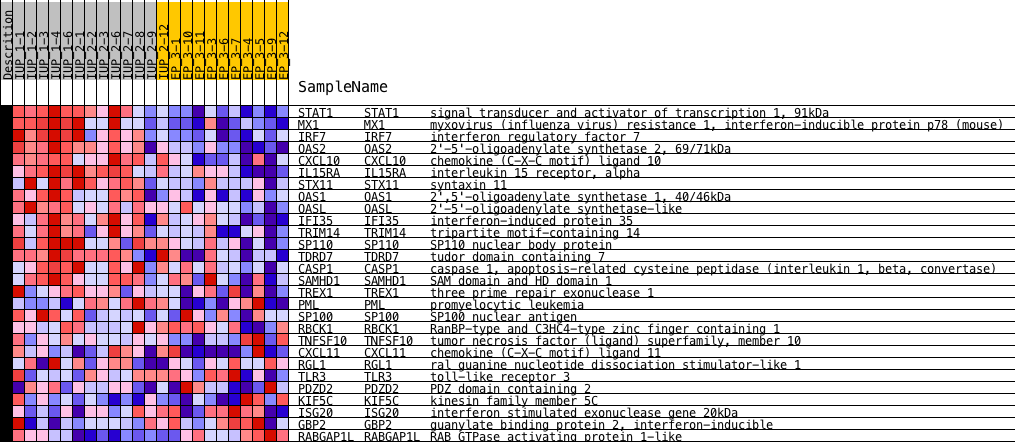 Descrition
IUP_1-1
IUP_1-2
IUP_1-3
IUP_1-4
IUP_1-6
IUP_2-1
IUP_2-2
IUP_2-3
IUP_2-6
IUP_2-7
IUP_2-8
IUP_2-9
IUP_2-12
EP_3-1
EP_3-10
EP_3-11
EP_3-3
EP_3-6
EP_3-7
EP_3-4
EP_3-5
EP_3-9
EP_3-12
SampleName
STAT1 STAT1 signal transducer and activator of transcription 1, 91kDa
MX1 MX1 myxovirus (influenza virus) resistance 1, interferon-inducible protein p78 (mouse)
IRF7 IRF7 interferon regulatory factor 7
OAS2 OAS2 2'-5'-oligoadenylate synthetase 2, 69/71kDa
CXCL10 CXCL10 chemokine (C-X-C motif) ligand 10
IL15RA IL15RA interleukin 15 receptor, alpha
STX11 STX11 syntaxin 11
OAS1 OAS1 2',5'-oligoadenylate synthetase 1, 40/46kDa
OASL OASL 2'-5'-oligoadenylate synthetase-like
IFI35 IFI35 interferon-induced protein 35
TRIM14 TRIM14 tripartite motif-containing 14
SP110 SP110 SP110 nuclear body protein
TDRD7 TDRD7 tudor domain containing 7
CASP1 CASP1 caspase 1, apoptosis-related cysteine peptidase (interleukin 1, beta, convertase)
SAMHD1 SAMHD1 SAM domain and HD domain 1
TREX1 TREX1 three prime repair exonuclease 1
PML PML promyelocytic leukemia
SP100 SP100 SP100 nuclear antigen
RBCK1 RBCK1 RanBP-type and C3HC4-type zinc finger containing 1
TNFSF10 TNFSF10 tumor necrosis factor (ligand) superfamily, member 10
CXCL11 CXCL11 chemokine (C-X-C motif) ligand 11
RGL1 RGL1 ral guanine nucleotide dissociation stimulator-like 1
TLR3 TLR3 toll-like receptor 3
PDZD2 PDZD2 PDZ domain containing 2
KIF5C KIF5C kinesin family member 5C
ISG20 ISG20 interferon stimulated exonuclease gene 20kDa
GBP2 GBP2 guanylate binding protein 2, interferon-inducible
RABGAP1L RABGAP1L RAB GTPase activating protein 1-like